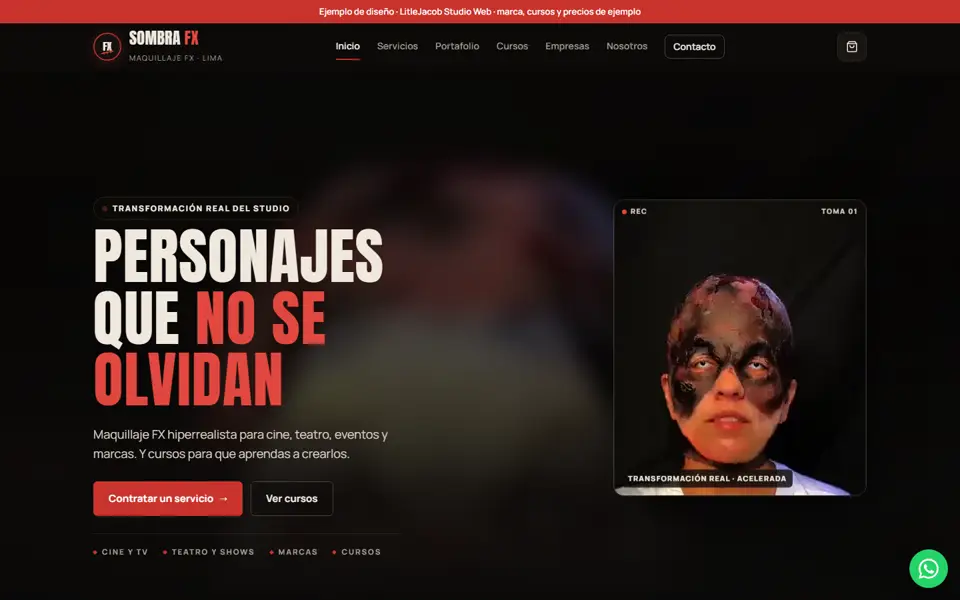 Ejemplo de diseño · LitleJacob Studio Web · marca, cursos y precios de ejemplo
FX
SOMBRA FX
MAQUILLAJE FX · LIMA
Inicio
Servicios
Portafolio
Cursos
Empresas
Nosotros
Contacto
TRANSFORMACIÓN REAL DEL STUDIO
PERSONAJES
QUE NO SE
OLVIDAN
Maquillaje FX hiperrealista para cine, teatro, eventos y
marcas. Y cursos para que aprendas a crearlos.
Contratar un servicio →
Ver cursos
CINE Y TV
TEATRO Y SHOWS
MARCAS
CURSOS
REC
TOMA 01
TRANSFORMACIÓN REAL · ACELERADA